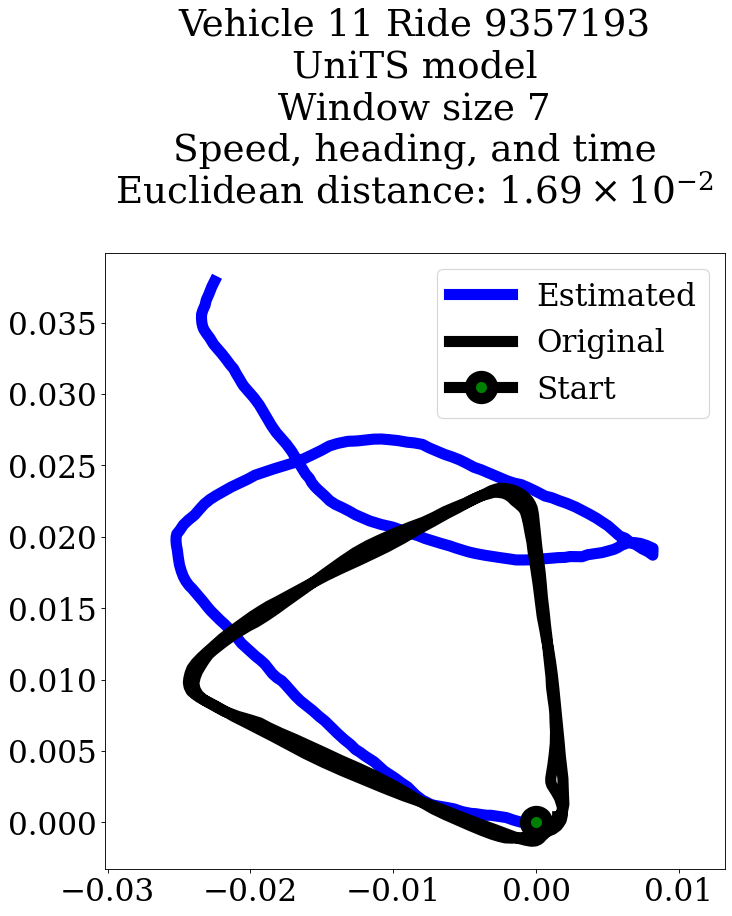 Vehicle 11 Ride 9357193
UniTS model
Window size 7
Speed, heading, and time
Euclidean distance: 1.69 × 10⁻²
Estimated
Original
Start
0.035
0.030
0.025
0.020
0.015
0.010
0.005
0.000
−0.03 −0.02 −0.01 0.00 0.01